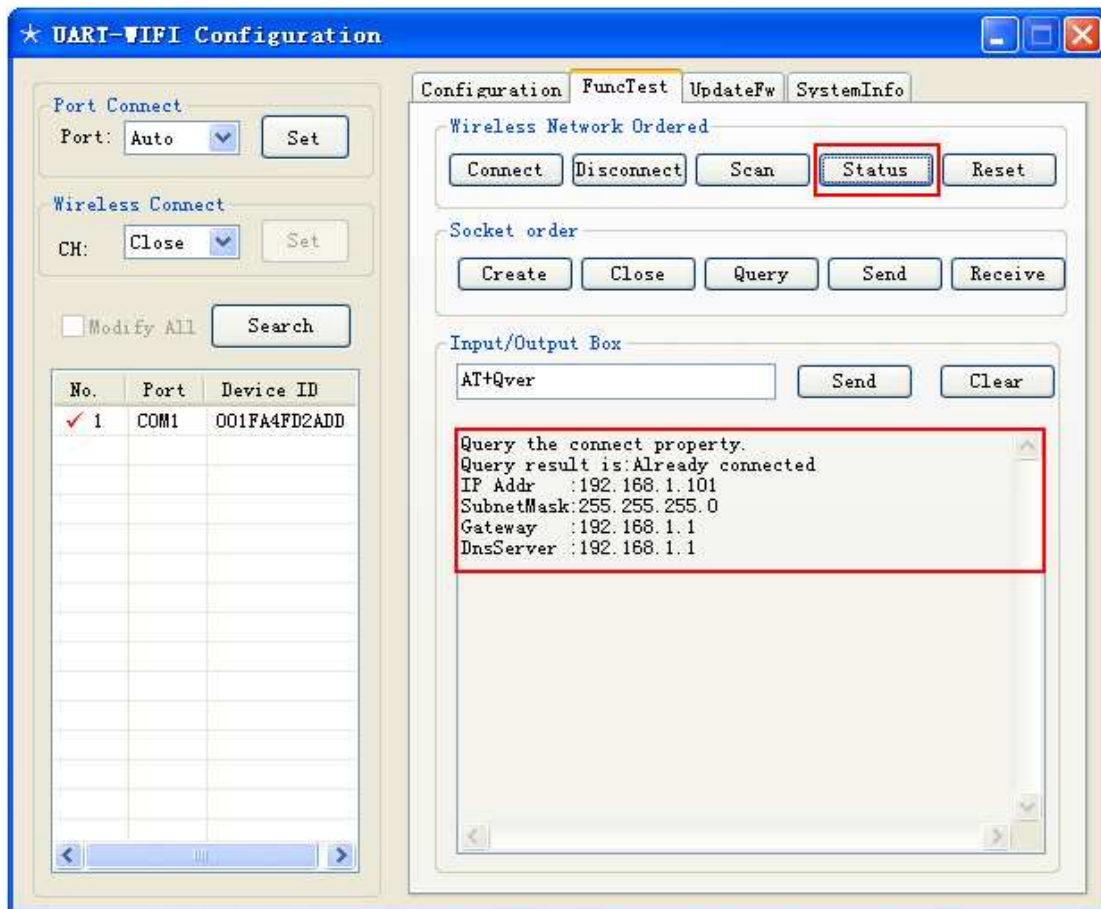 UART-WIFI Configuration
Port Connect
Port: Auto Set
Wireless Connect
CH: Close Set
Modify All Search
No. Port Device ID
1 COM1 001FA4FD2ADD
Configuration FuncTest UpdateFw SystemInfo
Wireless Network Ordered
Connect Disconnect Scan Status Reset
Socket order
Create Close Query Send Receive
Input/Output Box
AT+Qver Send Clear
Query the connect property.
Query result is:Already connected
IP Addr :192.168.1.101
SubnetMask:255.255.255.0
Gateway :192.168.1.1
DnsServer :192.168.1.1